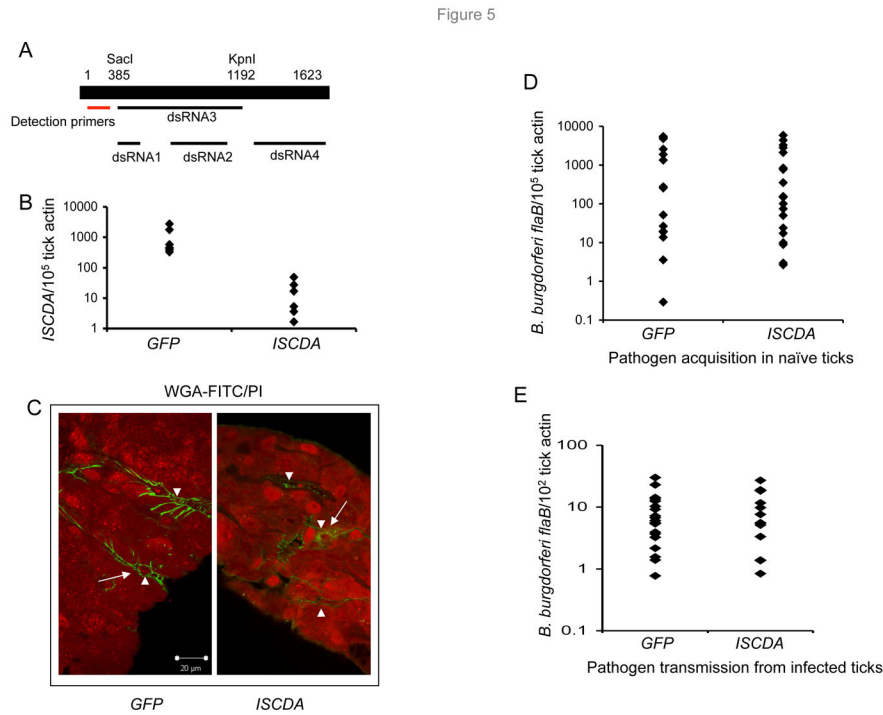 Figure 5
A
SacI KpnI
1 385 1192 1623
Detection primers
dsRNA3
dsRNA1 dsRNA2 dsRNA4
B
ISCDA/10⁵ tick actin
10000
1000
100
10
1
GFP ISCDA
WGA-FITC/PI
C
20 µm
GFP ISCDA
D
B. burgdorferi flaB/10⁵ tick actin
10000
1000
100
10
1
0.1
GFP ISCDA
Pathogen acquisition in naïve ticks
E
B. burgdorferi flaB/10² tick actin
100
10
1
0.1
GFP ISCDA
Pathogen transmission from infected ticks